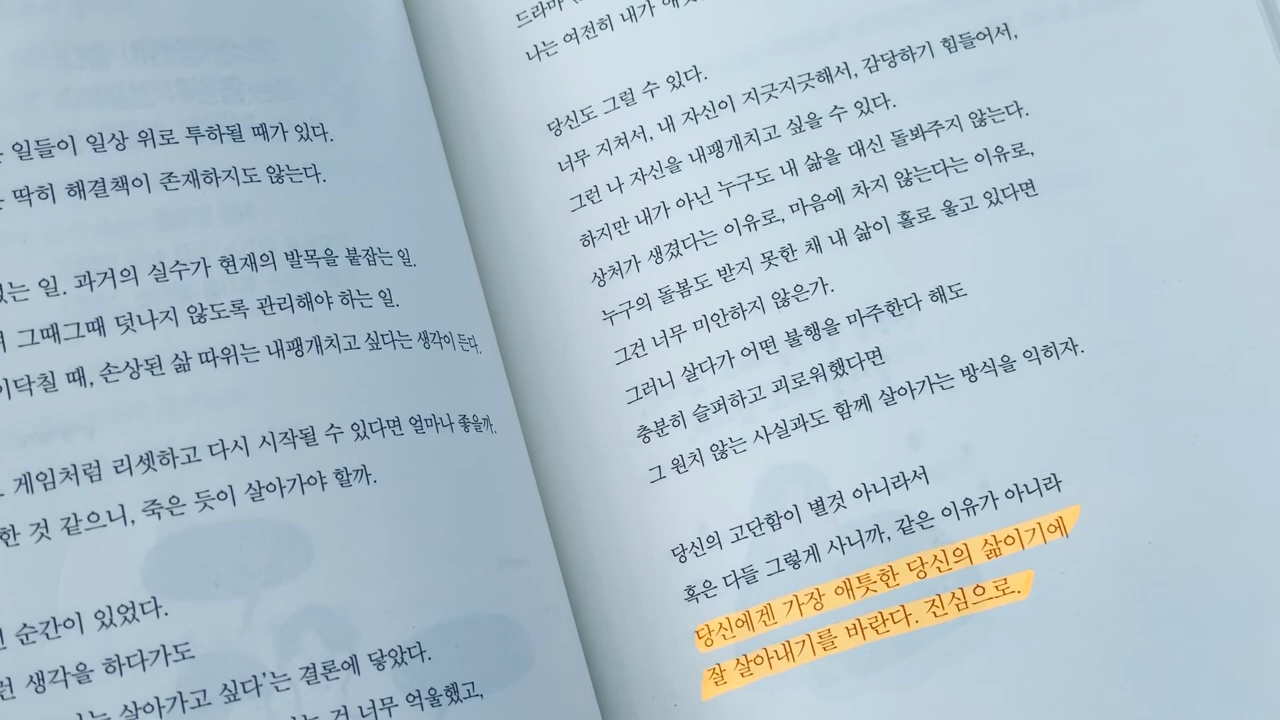 일들이 일상 위로 투하될 때가 있다.
딱히 해결책이 존재하지도 않는다.
는 일. 과거의 실수가 현재의 발목을 붙잡는 일.
그때그때 덧나지 않도록 관리해야 하는 일.
닥칠 때, 손상된 삶 따위는 내팽개치고 싶다는 생각이 든다.
게임처럼 리셋하고 다시 시작될 수 있다면 얼마나 좋을까.
한 것 같으니, 죽은 듯이 살아가야 할까.
순간이 있었다.
생각을 하다가도
살아가고 싶다'는 결론에 닿았다.
건 너무 억울했고,
드라마
나는 여전히 내가
당신도 그럴 수 있다.
너무 지쳐서, 내 자신이 지긋지긋해서, 감당하기 힘들어서,
그런 나 자신을 내팽개치고 싶을 수 있다.
하지만 내가 아닌 누구도 내 삶을 대신 돌봐주지 않는다.
상처가 생겼다는 이유로, 마음에 차지 않는다는 이유로,
누구의 돌봄도 받지 못한 채 내 삶이 홀로 울고 있다면
그건 너무 미안하지 않은가.
그러니 살다가 어떤 불행을 마주한다 해도
충분히 슬퍼하고 괴로워했다면
그 원치 않는 사실과도 함께 살아가는 방식을 익히자.
당신의 고단함이 별것 아니라서
혹은 다들 그렇게 사니까, 같은 이유가 아니라
당신에겐 가장 애틋한 당신의 삶이기에
잘 살아내기를 바란다. 진심으로.